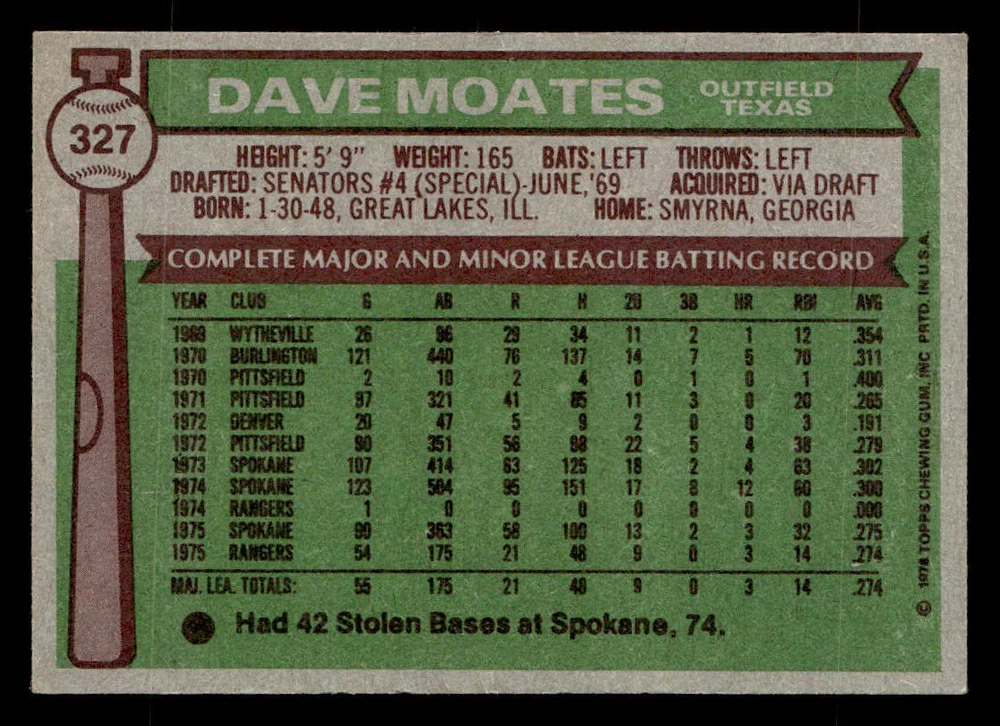 327
DAVE MOATES OUTFIELD
TEXAS
HEIGHT: 5' 9" WEIGHT: 165 BATS: LEFT THROWS: LEFT
DRAFTED: SENATORS #4 (SPECIAL)-JUNE,'69 ACQUIRED: VIA DRAFT
BORN: 1-30-48, GREAT LAKES, ILL. HOME: SMYRNA, GEORGIA
COMPLETE MAJOR AND MINOR LEAGUE BATTING RECORD
YEAR CLUB G AB R H 2B 3B HR RBI AVG
1969 WYTHEVILLE 26 96 29 34 11 2 1 12 .354
1970 BURLINGTON 121 440 76 137 14 7 5 70 .311
1970 PITTSFIELD 2 10 2 4 0 1 0 1 .400
1971 PITTSFIELD 97 321 41 85 11 3 0 20 .265
1972 DENVER 20 47 5 9 2 0 0 3 .191
1972 PITTSFIELD 90 351 56 98 22 5 4 38 .279
1973 SPOKANE 107 414 63 125 18 2 4 63 .302
1974 SPOKANE 123 504 95 151 17 8 12 60 .300
1974 RANGERS 1 0 0 0 0 0 0 0 .000
1975 SPOKANE 99 363 58 100 13 2 3 32 .275
1975 RANGERS 54 175 21 48 9 0 3 14 .274
MAJ. LEA. TOTALS: 55 175 21 48 9 0 3 14 .274
Had 42 Stolen Bases at Spokane, 74.
© 1976 TOPPS CHEWING GUM, INC PRTD. IN U.S.A.